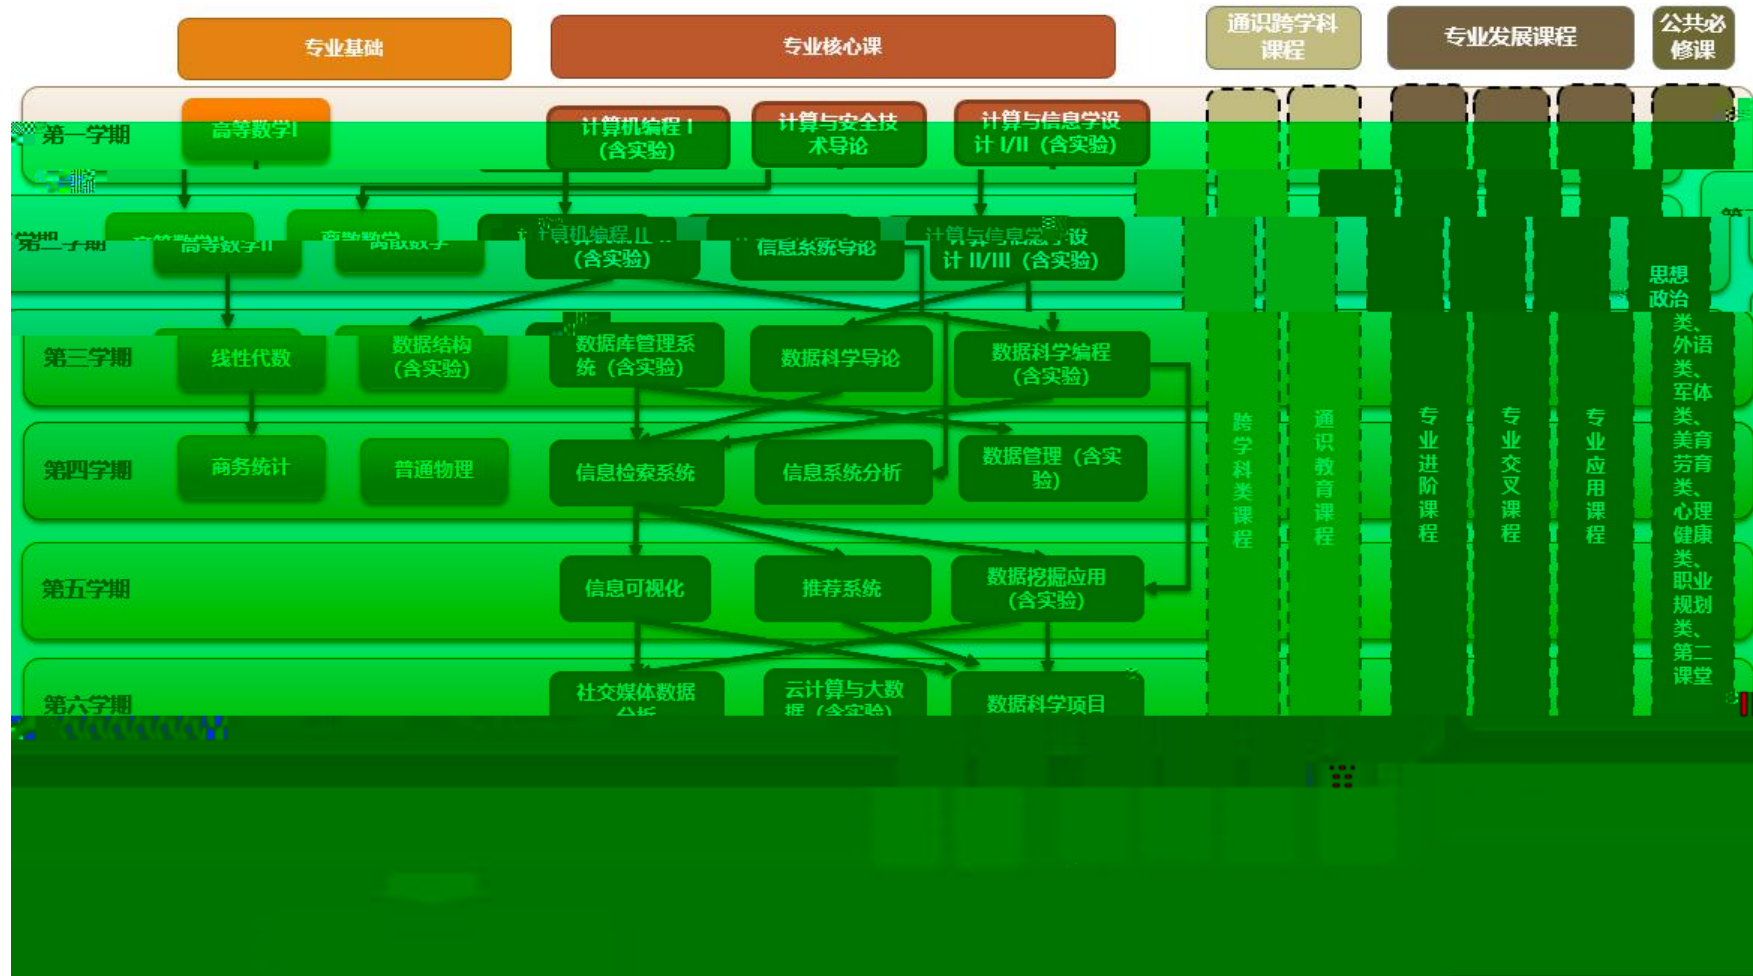 专业基础
专业核心课
通识跨学科
课程
专业发展课程
公共必
修课
第一学期
高等数学I
计算机编程 I
(含实验)
计算与安全技
术导论
计算与信息学设
计 I/II（含实验）
第二学期
高等数学II
离散数学
计算机编程 II
(含实验)
信息系统导论
计算与信息学设
计 II/III（含实验）
第三学期
线性代数
数据结构
(含实验)
数据库管理系
统（含实验）
数据科学导论
数据科学编程
(含实验)
第四学期
商务统计
普通物理
信息检索系统
信息系统分析
数据管理（含实
验）
第五学期
信息可视化
推荐系统
数据挖掘应用
(含实验)
第六学期
社交媒体数据
分析
云计算与大数
据（含实验）
数据科学项目
跨学科类课程
通识教育课程
专业进阶课程
专业交叉课程
专业应用课程
思想
政治
类、
外语
类、
军体
类、
美育
劳育
类、
心理
健康
类、
职业
规划
类、
第二
课堂